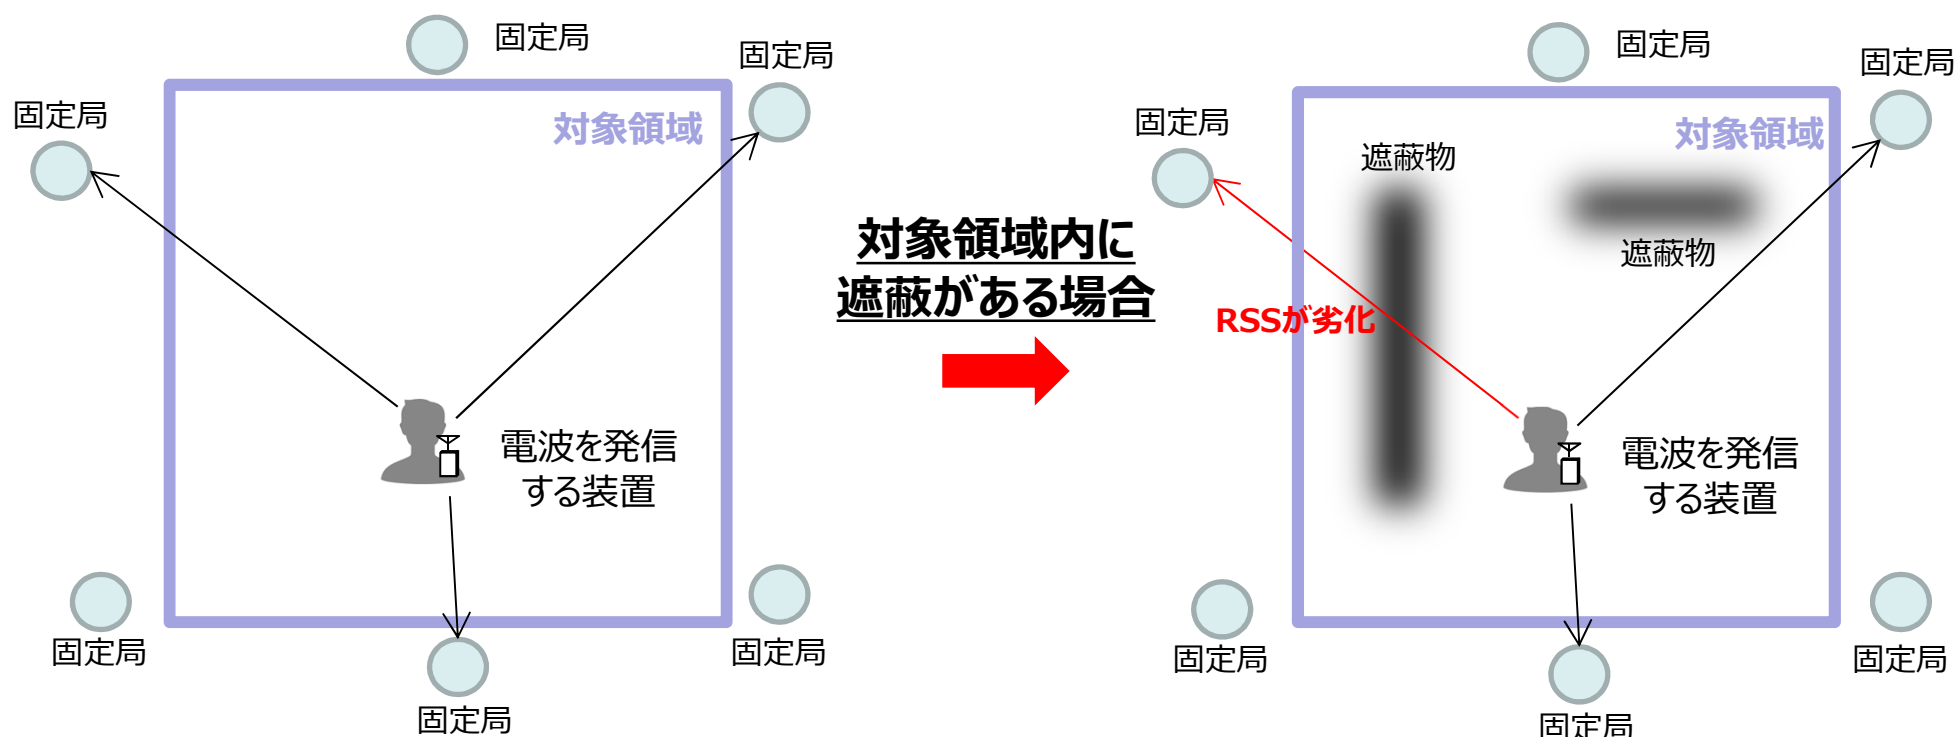 固定局
固定局
固定局
対象領域
電波を発信
する装置
固定局
固定局
固定局
対象領域内に
遮蔽がある場合
固定局
固定局
固定局
対象領域
遮蔽物
遮蔽物
RSSが劣化
電波を発信
する装置
固定局
固定局
固定局